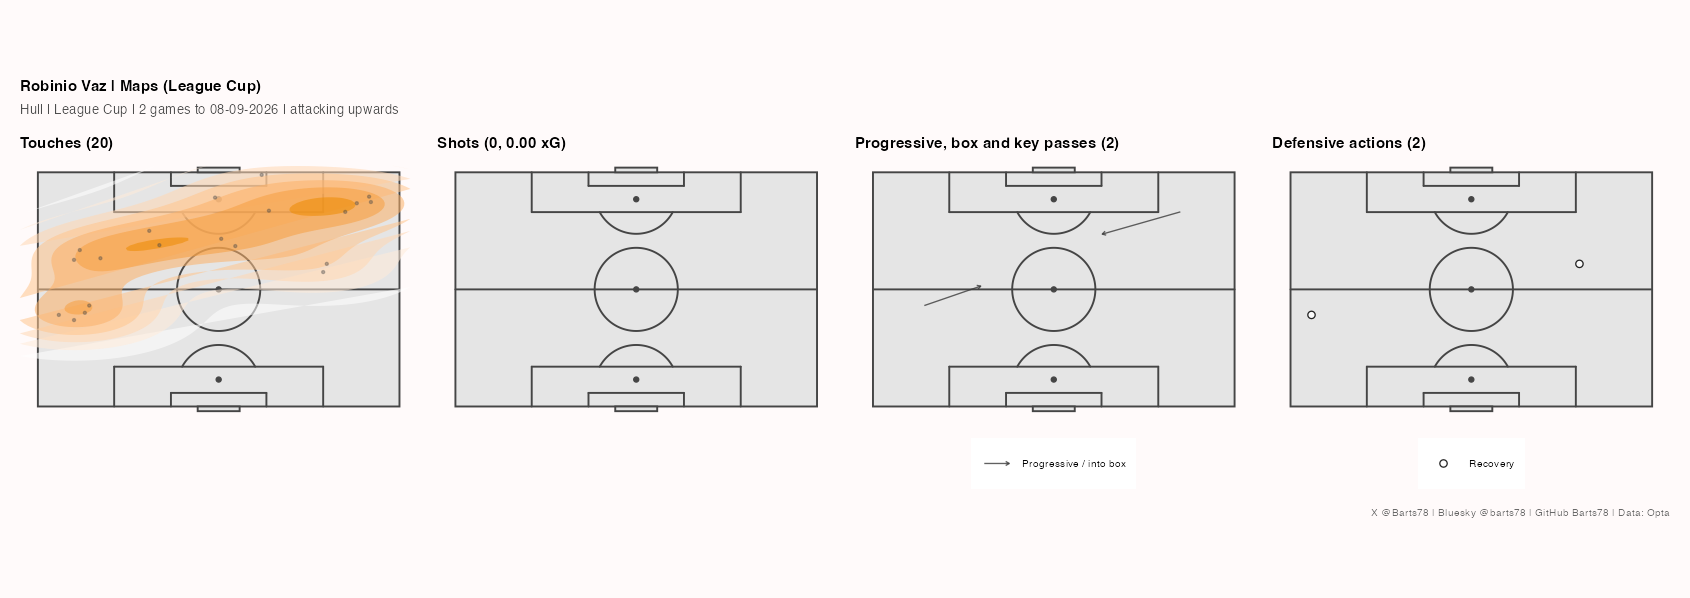 Robinio Vaz | Maps (League Cup)
Hull | League Cup | 2 games to 08-09-2026 | attacking upwards
Touches (20)
Shots (0, 0.00 xG)
Progressive, box and key passes (2)
Defensive actions (2)
Progressive / into box
Recovery
X @Barts78 | Bluesky @barts78 | GitHub Barts78 | Data: Opta